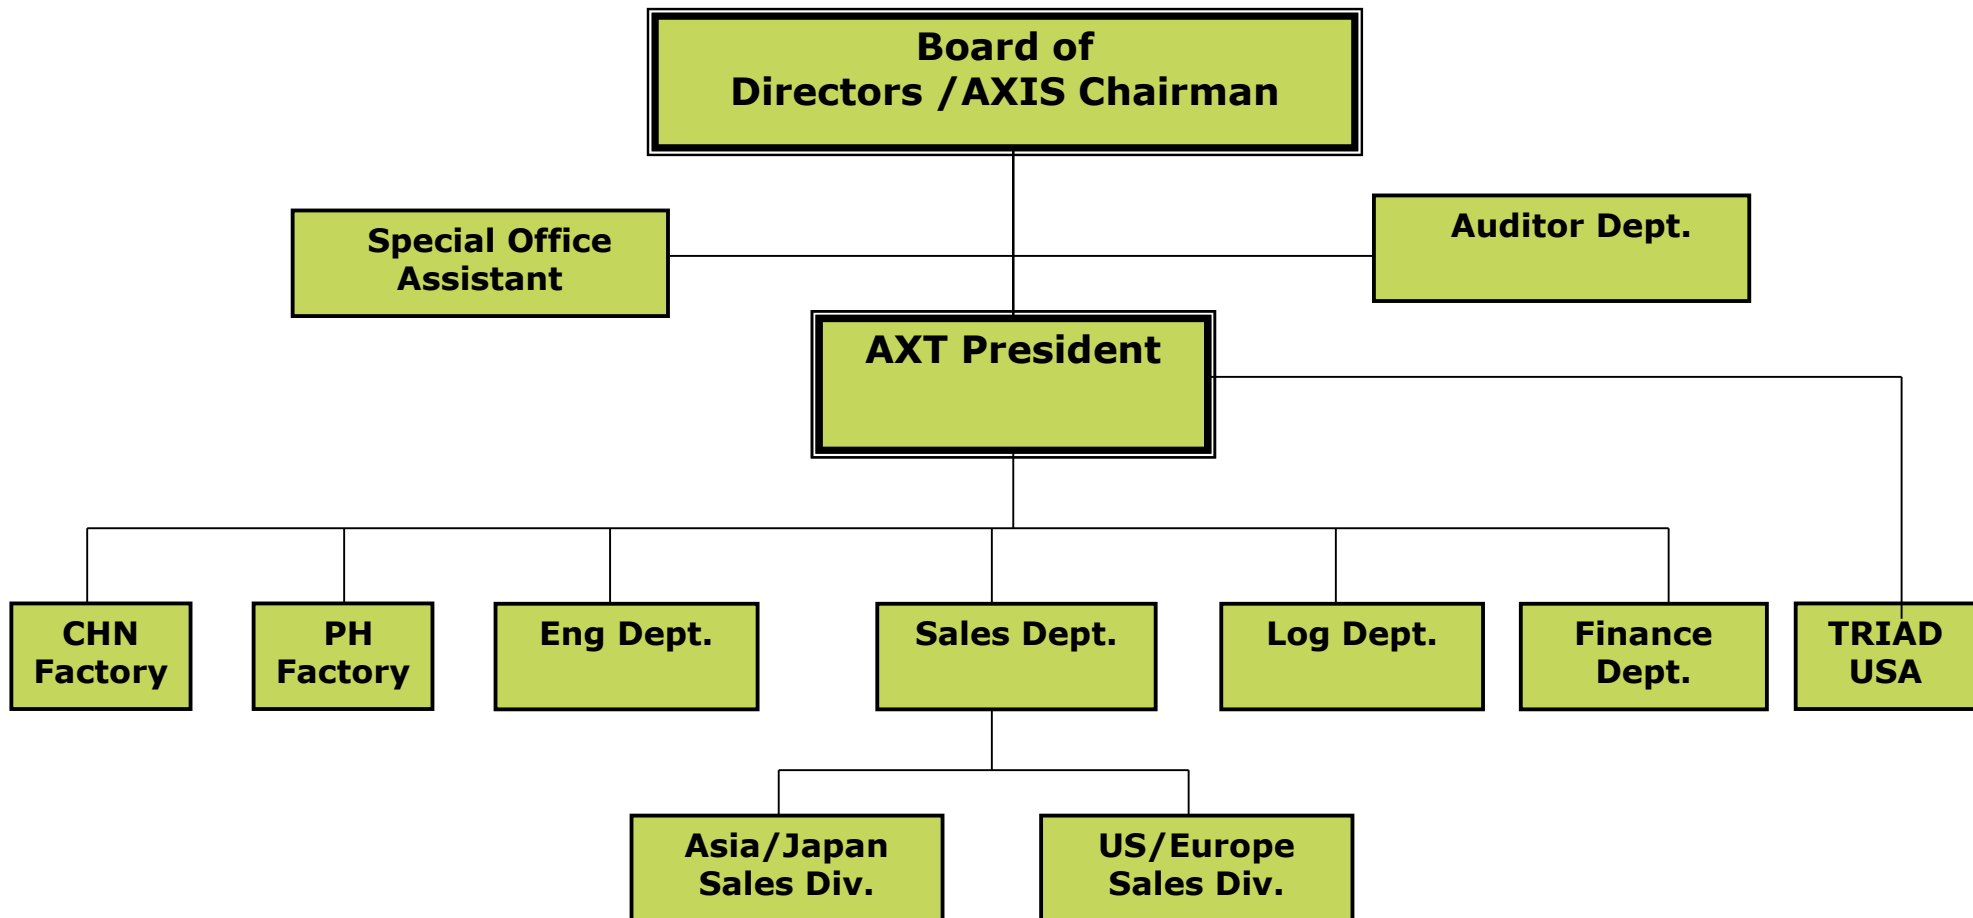 Board of
Directors /AXIS Chairman
Special Office
Assistant
Auditor Dept.
AXT President
CHN
Factory
PH
Factory
Eng Dept.
Sales Dept.
Log Dept.
Finance
Dept.
TRIAD
USA
Asia/Japan
Sales Div.
US/Europe
Sales Div.